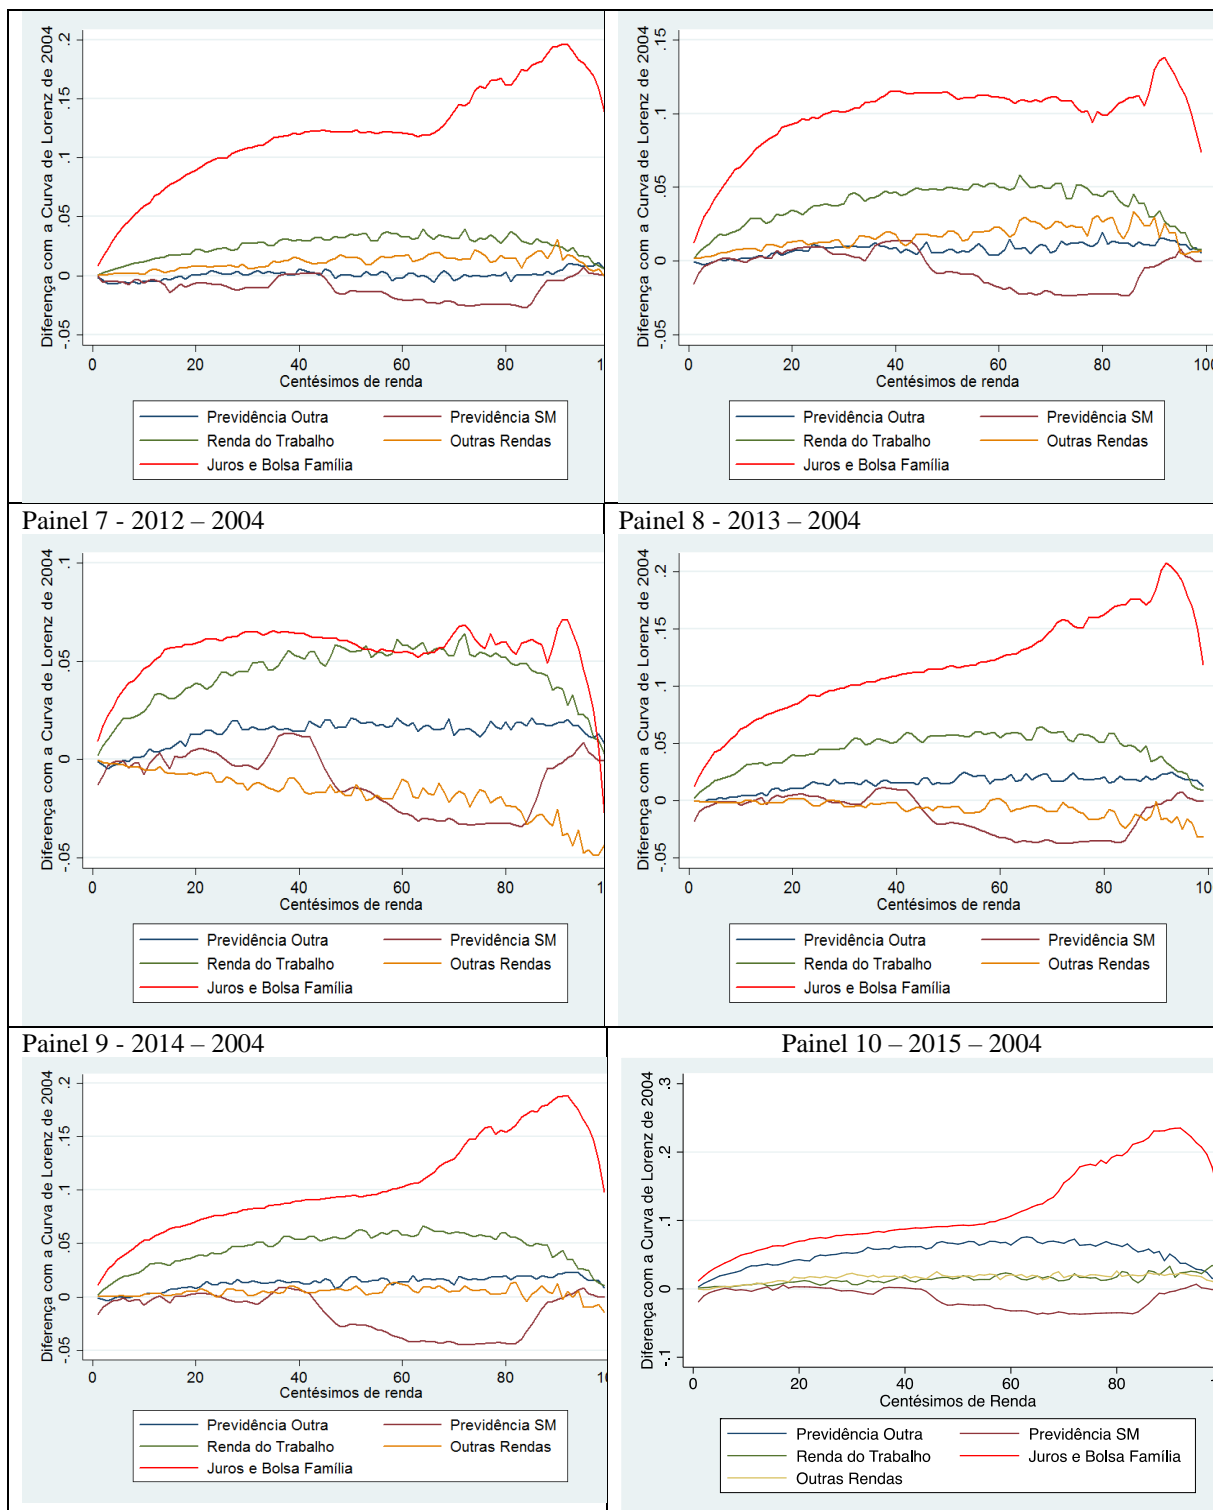 Diferença com a Curva de Lorenz de 2004
.2
.15
.1
.05
0
-.05
0 20 40 60 80 1
Centésimos de renda
Previdência Outra Previdência SM
Renda do Trabalho Outras Rendas
Juros e Bolsa Família
Diferença com a Curva de Lorenz de 2004
.15
.1
.05
0
-.05
0 20 40 60 80 100
Centésimos de renda
Previdência Outra Previdência SM
Renda do Trabalho Outras Rendas
Juros e Bolsa Família
Painel 7 - 2012 – 2004
Diferença com a Curva de Lorenz de 2004
.1
.05
0
-.05
0 20 40 60 80 1
Centésimos de renda
Previdência Outra Previdência SM
Renda do Trabalho Outras Rendas
Juros e Bolsa Família
Painel 8 - 2013 – 2004
Diferença com a Curva de Lorenz de 2004
.2
.15
.1
.05
0
-.05
0 20 40 60 80 10
Centésimos de renda
Previdência Outra Previdência SM
Renda do Trabalho Outras Rendas
Juros e Bolsa Família
Painel 9 - 2014 – 2004
Diferença com a Curva de Lorenz de 2004
.2
.15
.1
.05
0
-.05
0 20 40 60 80 10
Centésimos de renda
Previdência Outra Previdência SM
Renda do Trabalho Outras Rendas
Juros e Bolsa Família
Painel 10 – 2015 – 2004
Diferença com a Curva de Lorenz de 2004
.3
.2
.1
0
-.1
0 20 40 60 80 1
Centésimos de Renda
Previdência Outra Previdência SM
Renda do Trabalho Juros e Bolsa Família
Outras Rendas